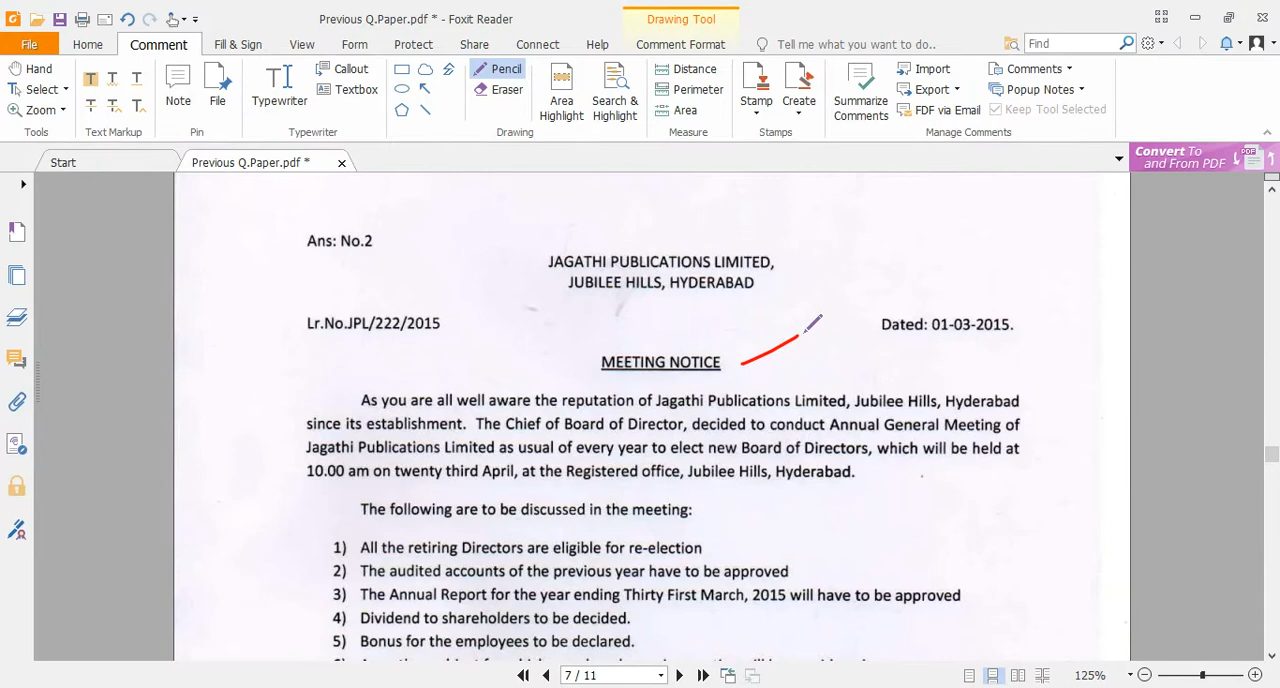 Previous Q.Paper.pdf * - Foxit Reader
Drawing Tool
File Home Comment Fill & Sign View Form Protect Share Connect Help Comment Format Tell me what you want to do.. Find
Hand
Select
Zoom
Tools
T T T
T T T
Text Markup
Note
File
Pin
Typewriter
Callout
Textbox
Typewriter
Pencil
Eraser
Drawing
Area Highlight
Search & Highlight
Distance
Perimeter
Area
Measure
Stamp
Create
Stamps
Summarize Comments
Import
Export
FDF via Email
Comments
Popup Notes
Keep Tool Selected
Manage Comments
Start
Previous Q.Paper.pdf *
Convert To
and From PDF
PDF
Ans: No.2
JAGATHI PUBLICATIONS LIMITED,
JUBILEE HILLS, HYDERABAD
Lr.No.JPL/222/2015 Dated: 01-03-2015.
MEETING NOTICE
As you are all well aware the reputation of Jagathi Publications Limited, Jubilee Hills, Hyderabad
since its establishment. The Chief of Board of Director, decided to conduct Annual General Meeting of
Jagathi Publications Limited as usual of every year to elect new Board of Directors, which will be held at
10.00 am on twenty third April, at the Registered office, Jubilee Hills, Hyderabad.
The following are to be discussed in the meeting:
1) All the retiring Directors are eligible for re-election
2) The audited accounts of the previous year have to be approved
3) The Annual Report for the year ending Thirty First March, 2015 will have to be approved
4) Dividend to shareholders to be decided.
5) Bonus for the employees to be declared.
7 / 11
125%